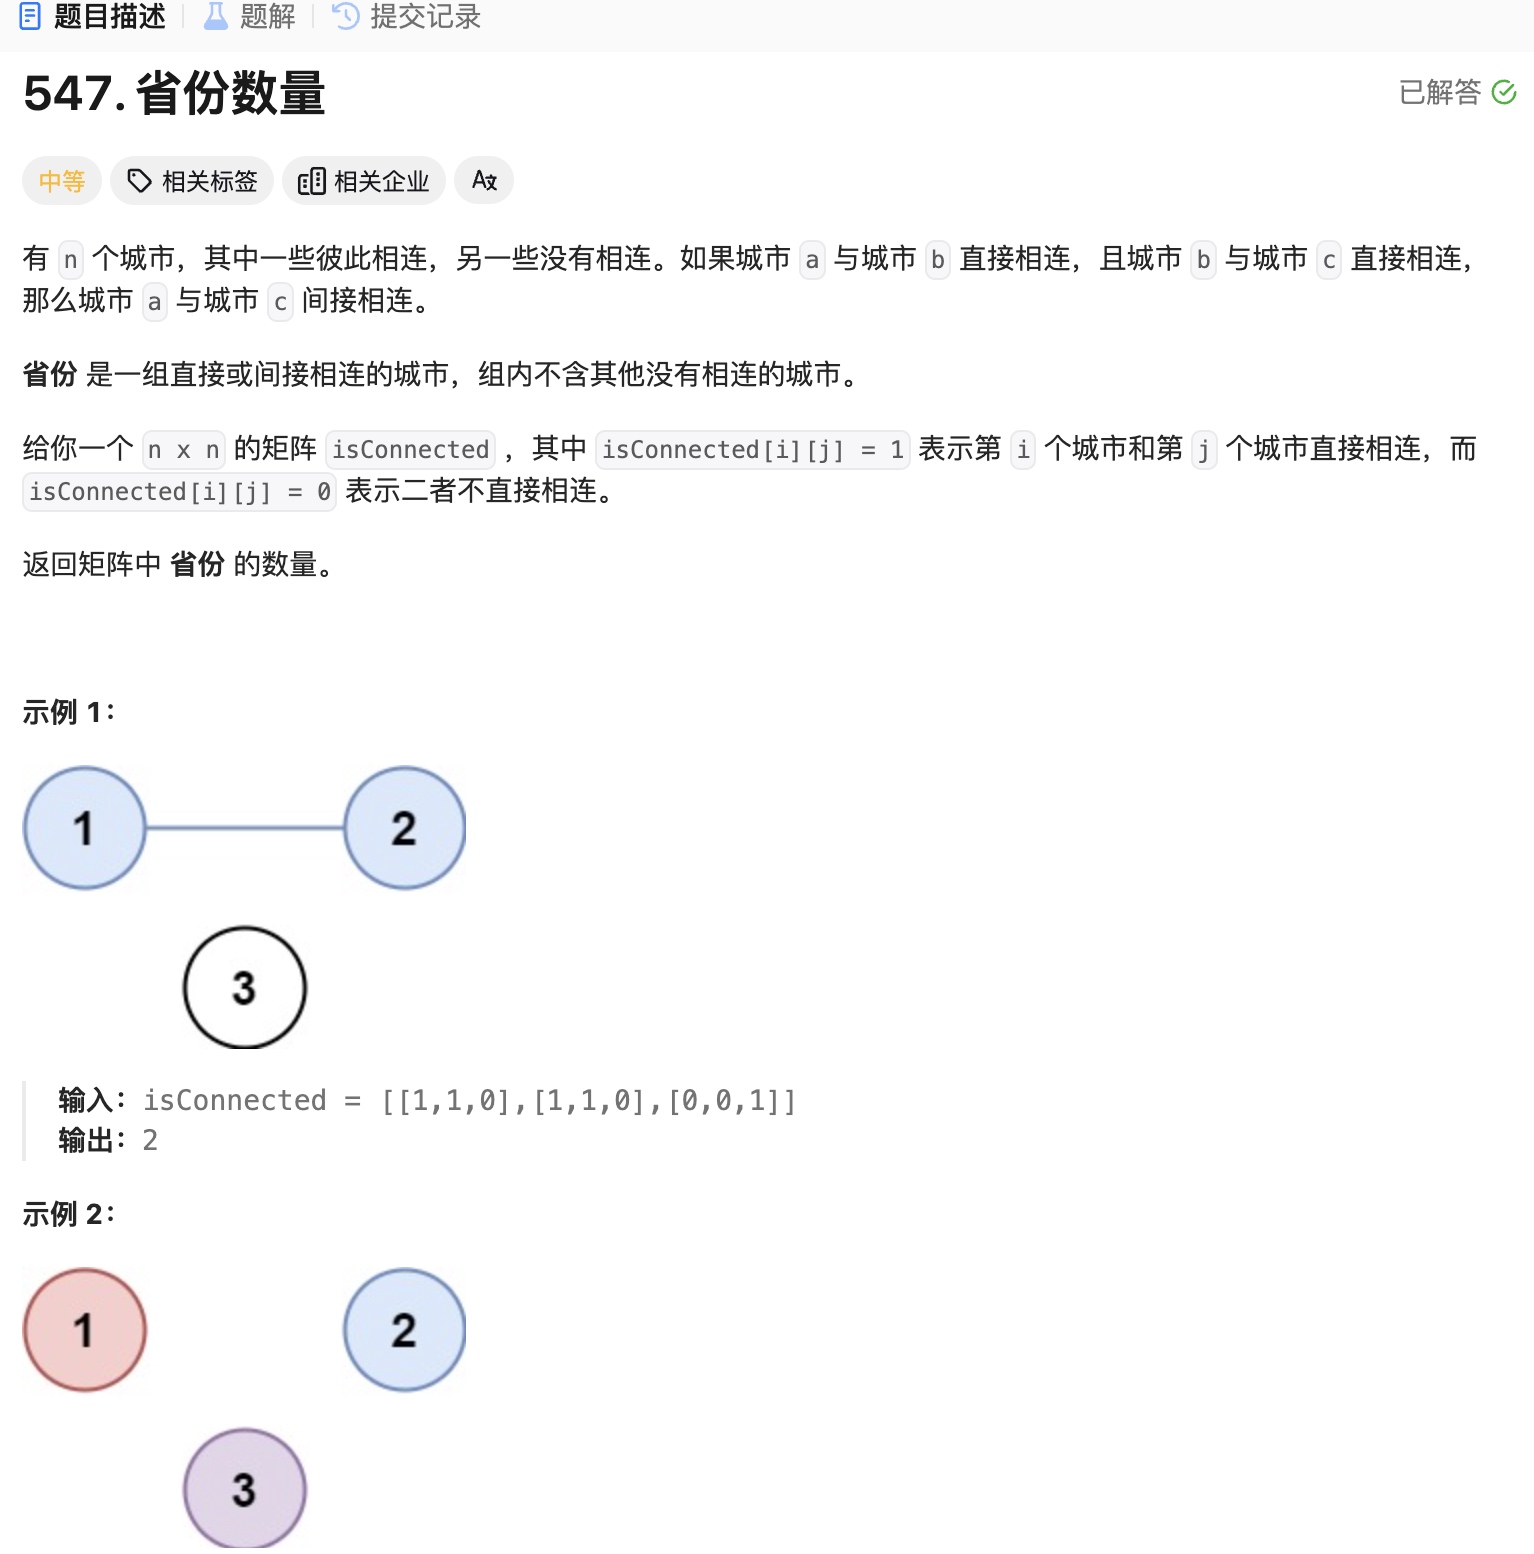 题目描述 题解 提交记录
547. 省份数量
已解答
中等 相关标签 相关企业 A文
有 n 个城市，其中一些彼此相连，另一些没有相连。如果城市 a 与城市 b 直接相连，且城市 b 与城市 c 直接相连，
那么城市 a 与城市 c 间接相连。
省份 是一组直接或间接相连的城市，组内不含其他没有相连的城市。
给你一个 n x n 的矩阵 isConnected ，其中 isConnected[i][j] = 1 表示第 i 个城市和第 j 个城市直接相连，而
isConnected[i][j] = 0 表示二者不直接相连。
返回矩阵中 省份 的数量。
示例 1：
1 2
3
输入：isConnected = [[1,1,0],[1,1,0],[0,0,1]]
输出：2
示例 2：
1 2
3